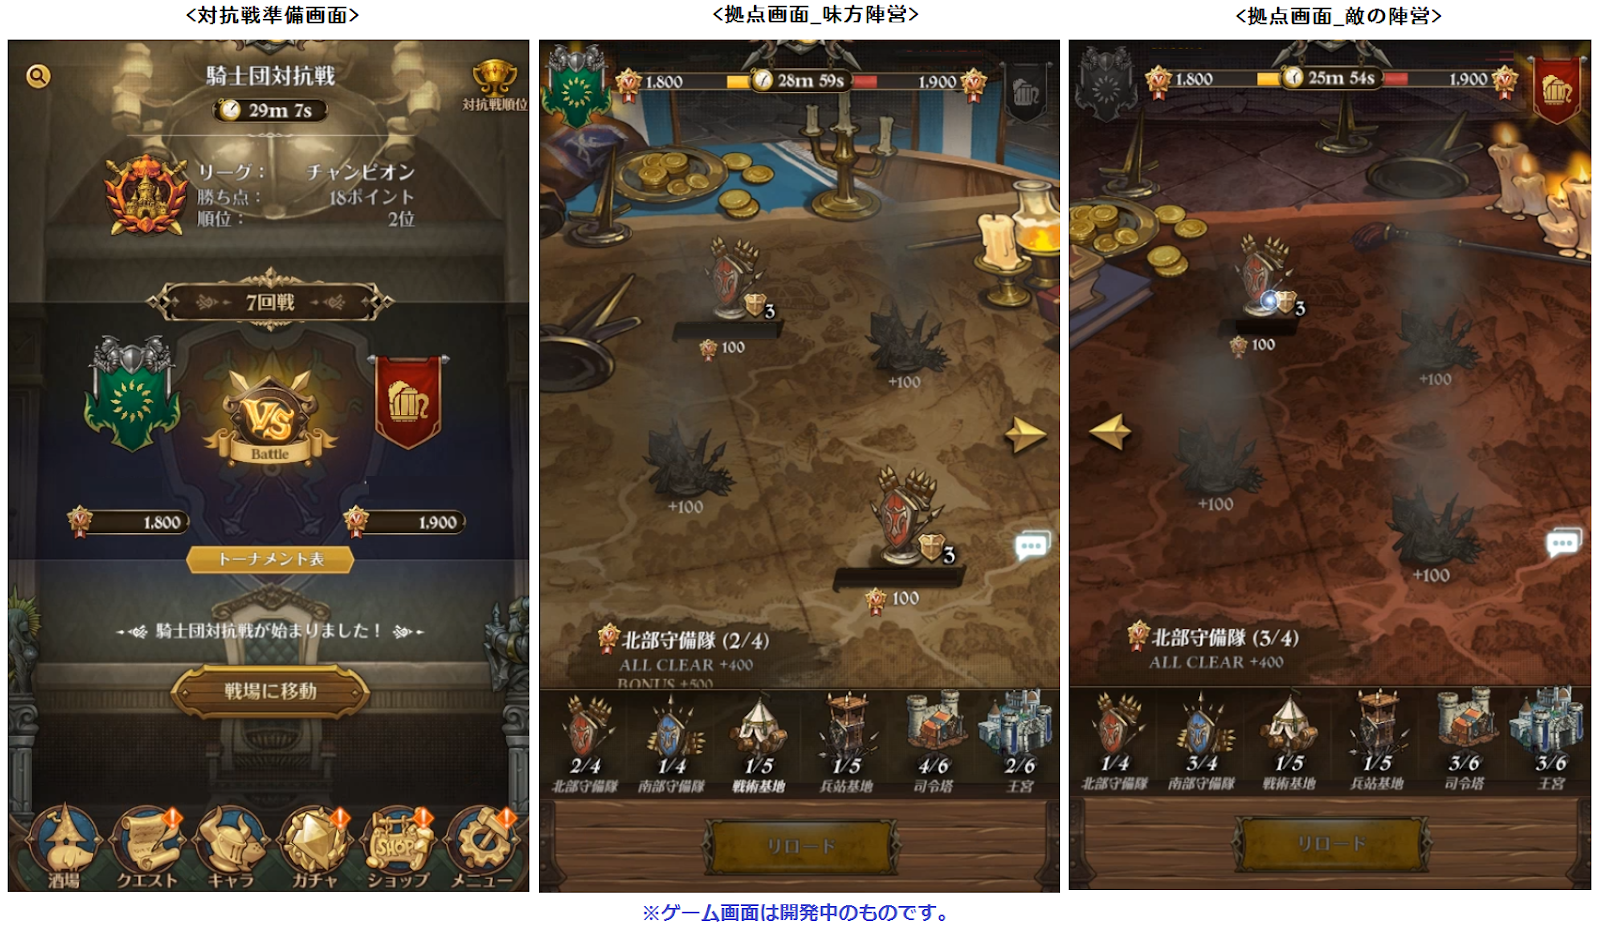 <対抗戦準備画面>
騎士団対抗戦
対抗戦順位
29m 7s
リーグ： チャンピオン
勝ち点： 18ポイント
順位： 2位
7回戦
VS
Battle
1,800
1,900
トーナメント表
騎士団対抗戦が始まりました！
戦場に移動
SHOP
酒場 クエスト キャラ ガチャ ショップ メニュー
<拠点画面_味方陣営>
1,800 28m 59s 1,900
3
100
+100
+100
3
100
北部守備隊 (2/4)
ALL CLEAR +400
BONUS +500
2/4 1/4 1/5 1/5 4/6 2/6
北部守備隊 南部守備隊 戦術基地 兵站基地 司令塔 王宮
リロード
<拠点画面_敵の陣営>
1,800 25m 54s 1,900
3
100
+100
+100
+100
北部守備隊 (3/4)
ALL CLEAR +400
1/4 3/4 1/5 1/5 3/6 3/6
北部守備隊 南部守備隊 戦術基地 兵站基地 司令塔 王宮
リロード
※ゲーム画面は開発中のものです。